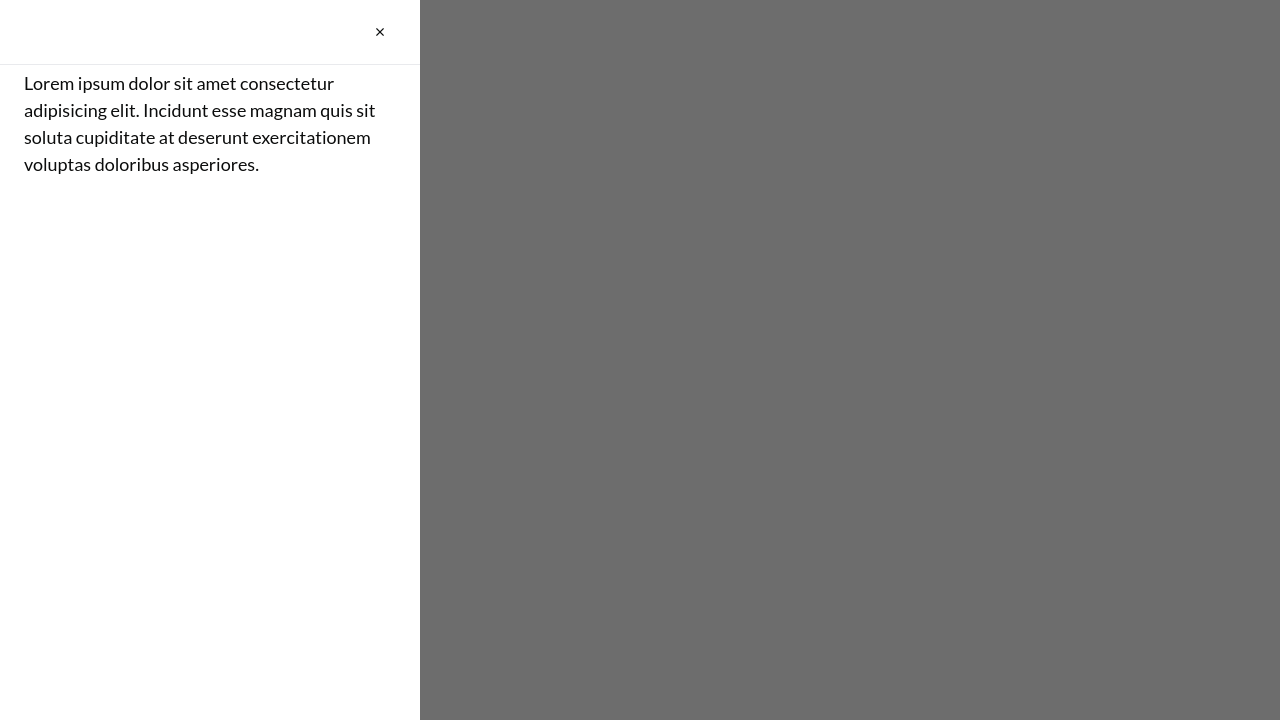 ×
Lorem ipsum dolor sit amet consectetur
adipisicing elit. Incidunt esse magnam quis sit
soluta cupiditate at deserunt exercitationem
voluptas doloribus asperiores.